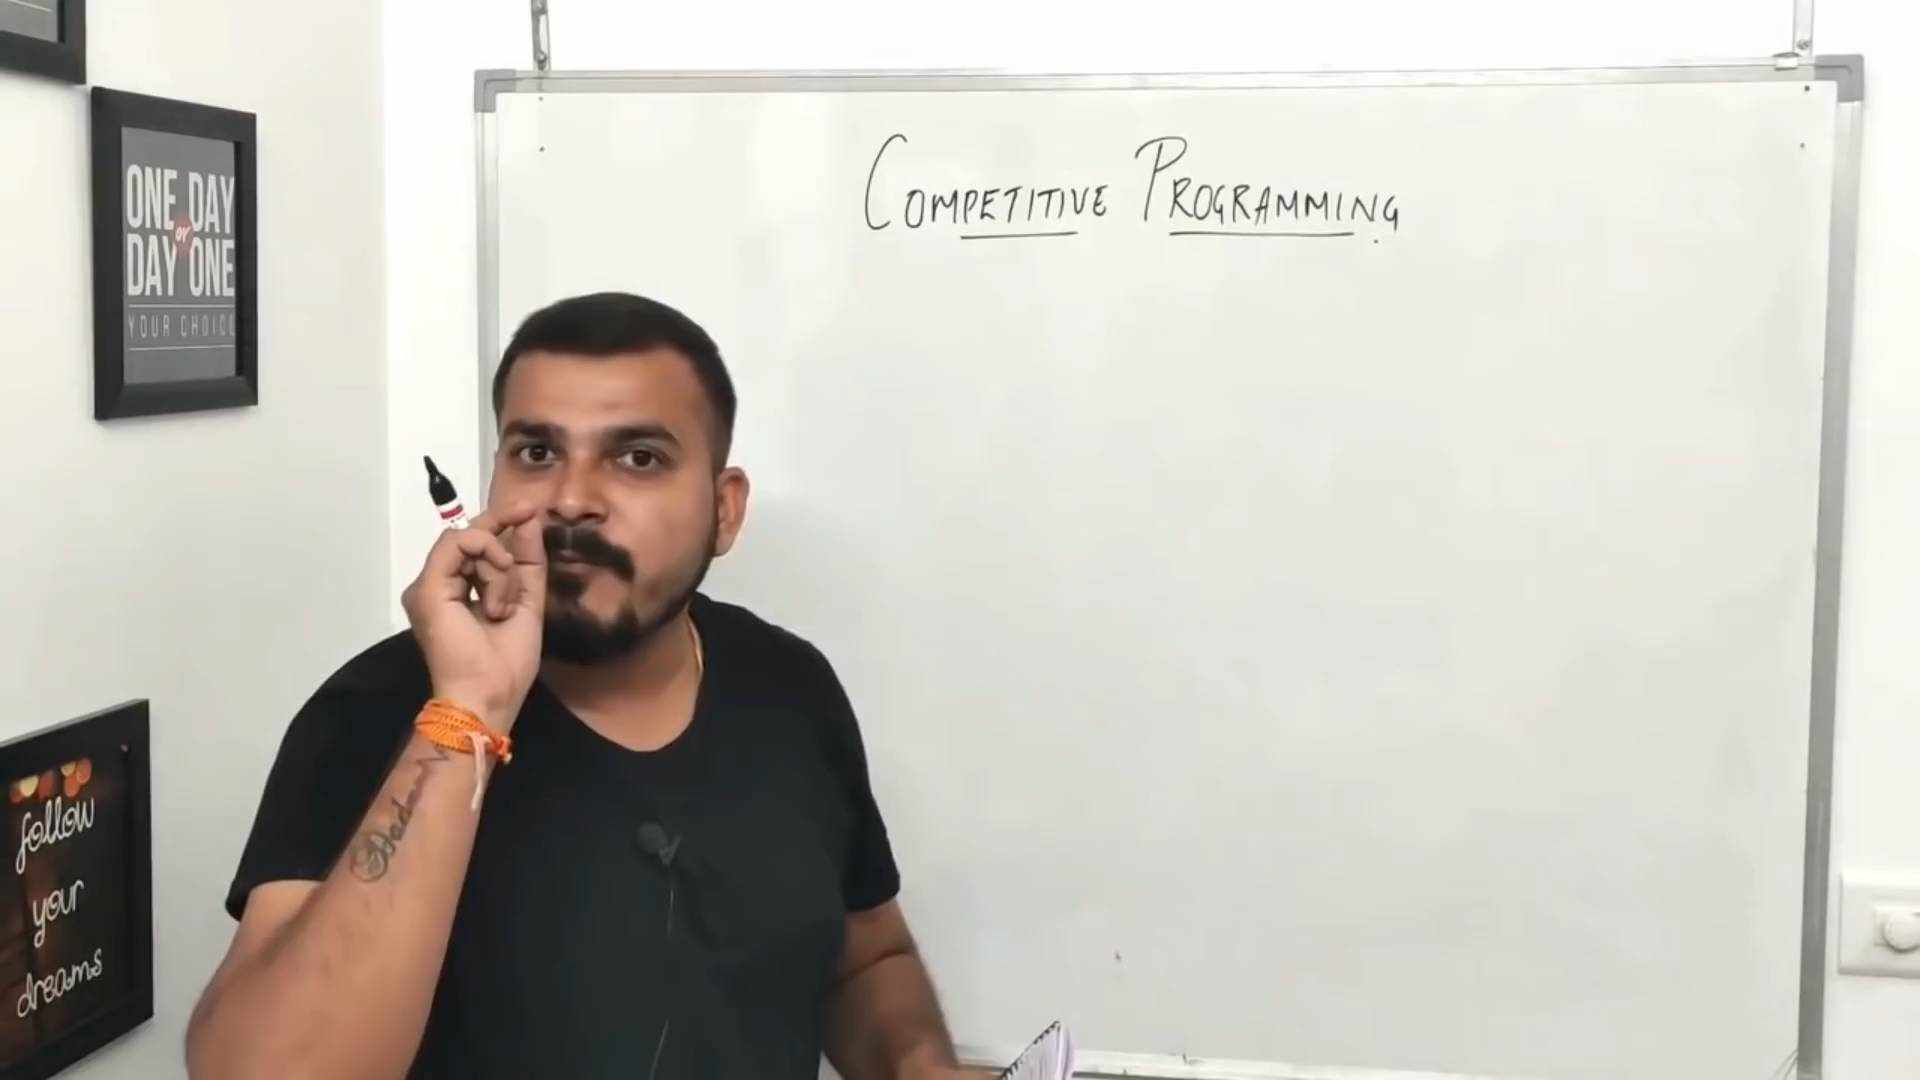 COMPETITIVE PROGRAMMING
ONE DAY
or
DAY ONE
YOUR CHOICE
follow
your
dreams